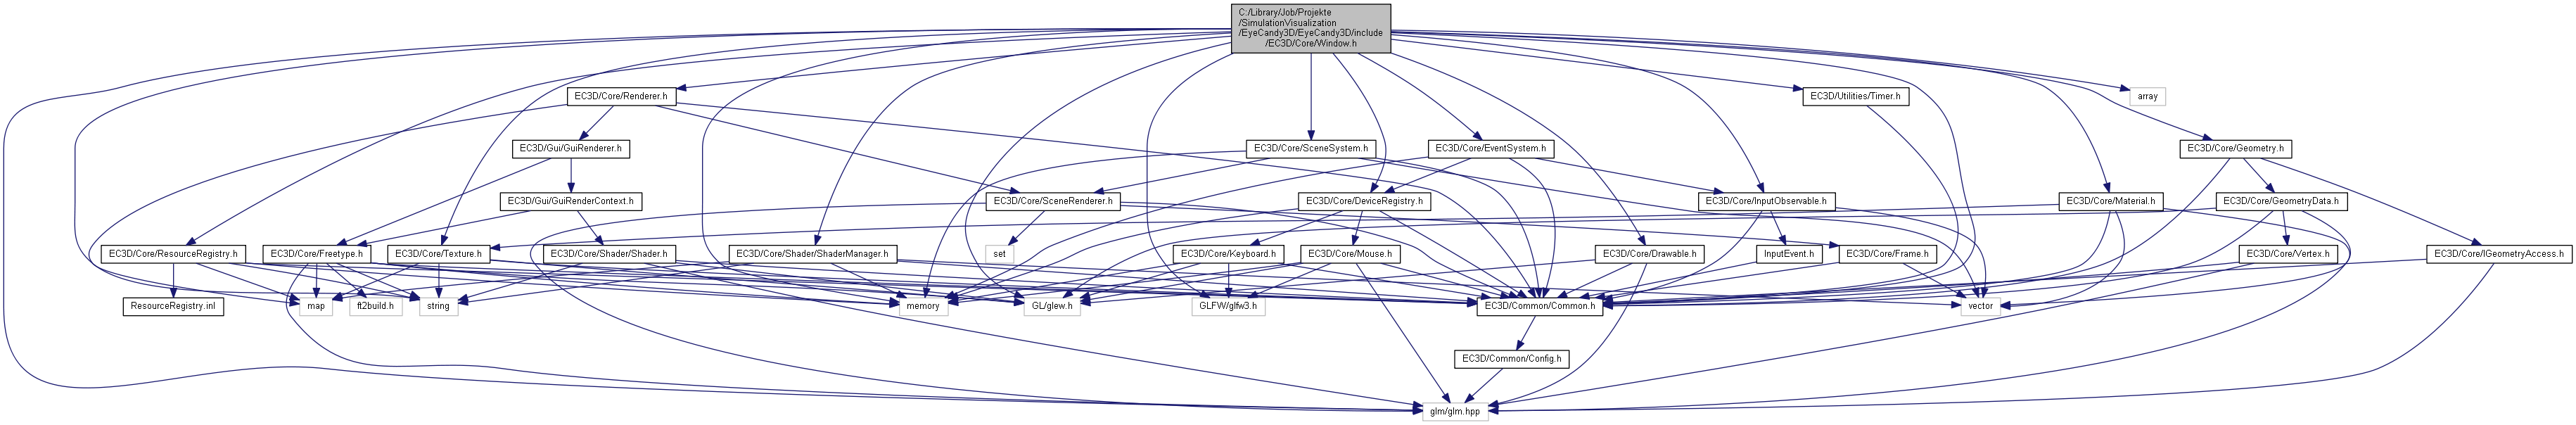 C:/Library/Job/Projekte
/SimulationVisualization
/EyeCandy3D/EyeCandy3D/include
/EC3D/Core/Window.h
EC3D/Core/Renderer.h
EC3D/Utilities/Timer.h
array
EC3D/Gui/GuiRenderer.h
EC3D/Core/SceneSystem.h
EC3D/Core/EventSystem.h
EC3D/Core/Geometry.h
EC3D/Gui/GuiRenderContext.h
EC3D/Core/SceneRenderer.h
EC3D/Core/DeviceRegistry.h
EC3D/Core/InputObservable.h
EC3D/Core/Material.h
EC3D/Core/GeometryData.h
EC3D/Core/ResourceRegistry.h
EC3D/Core/Freetype.h
EC3D/Core/Texture.h
EC3D/Core/Shader/Shader.h
EC3D/Core/Shader/ShaderManager.h
set
EC3D/Core/Keyboard.h
EC3D/Core/Mouse.h
EC3D/Core/Drawable.h
InputEvent.h
EC3D/Core/Frame.h
EC3D/Core/Vertex.h
EC3D/Core/IGeometryAccess.h
ResourceRegistry.inl
map
ft2build.h
string
memory
GL/glew.h
GLFW/glfw3.h
EC3D/Common/Common.h
vector
EC3D/Common/Config.h
glm/glm.hpp